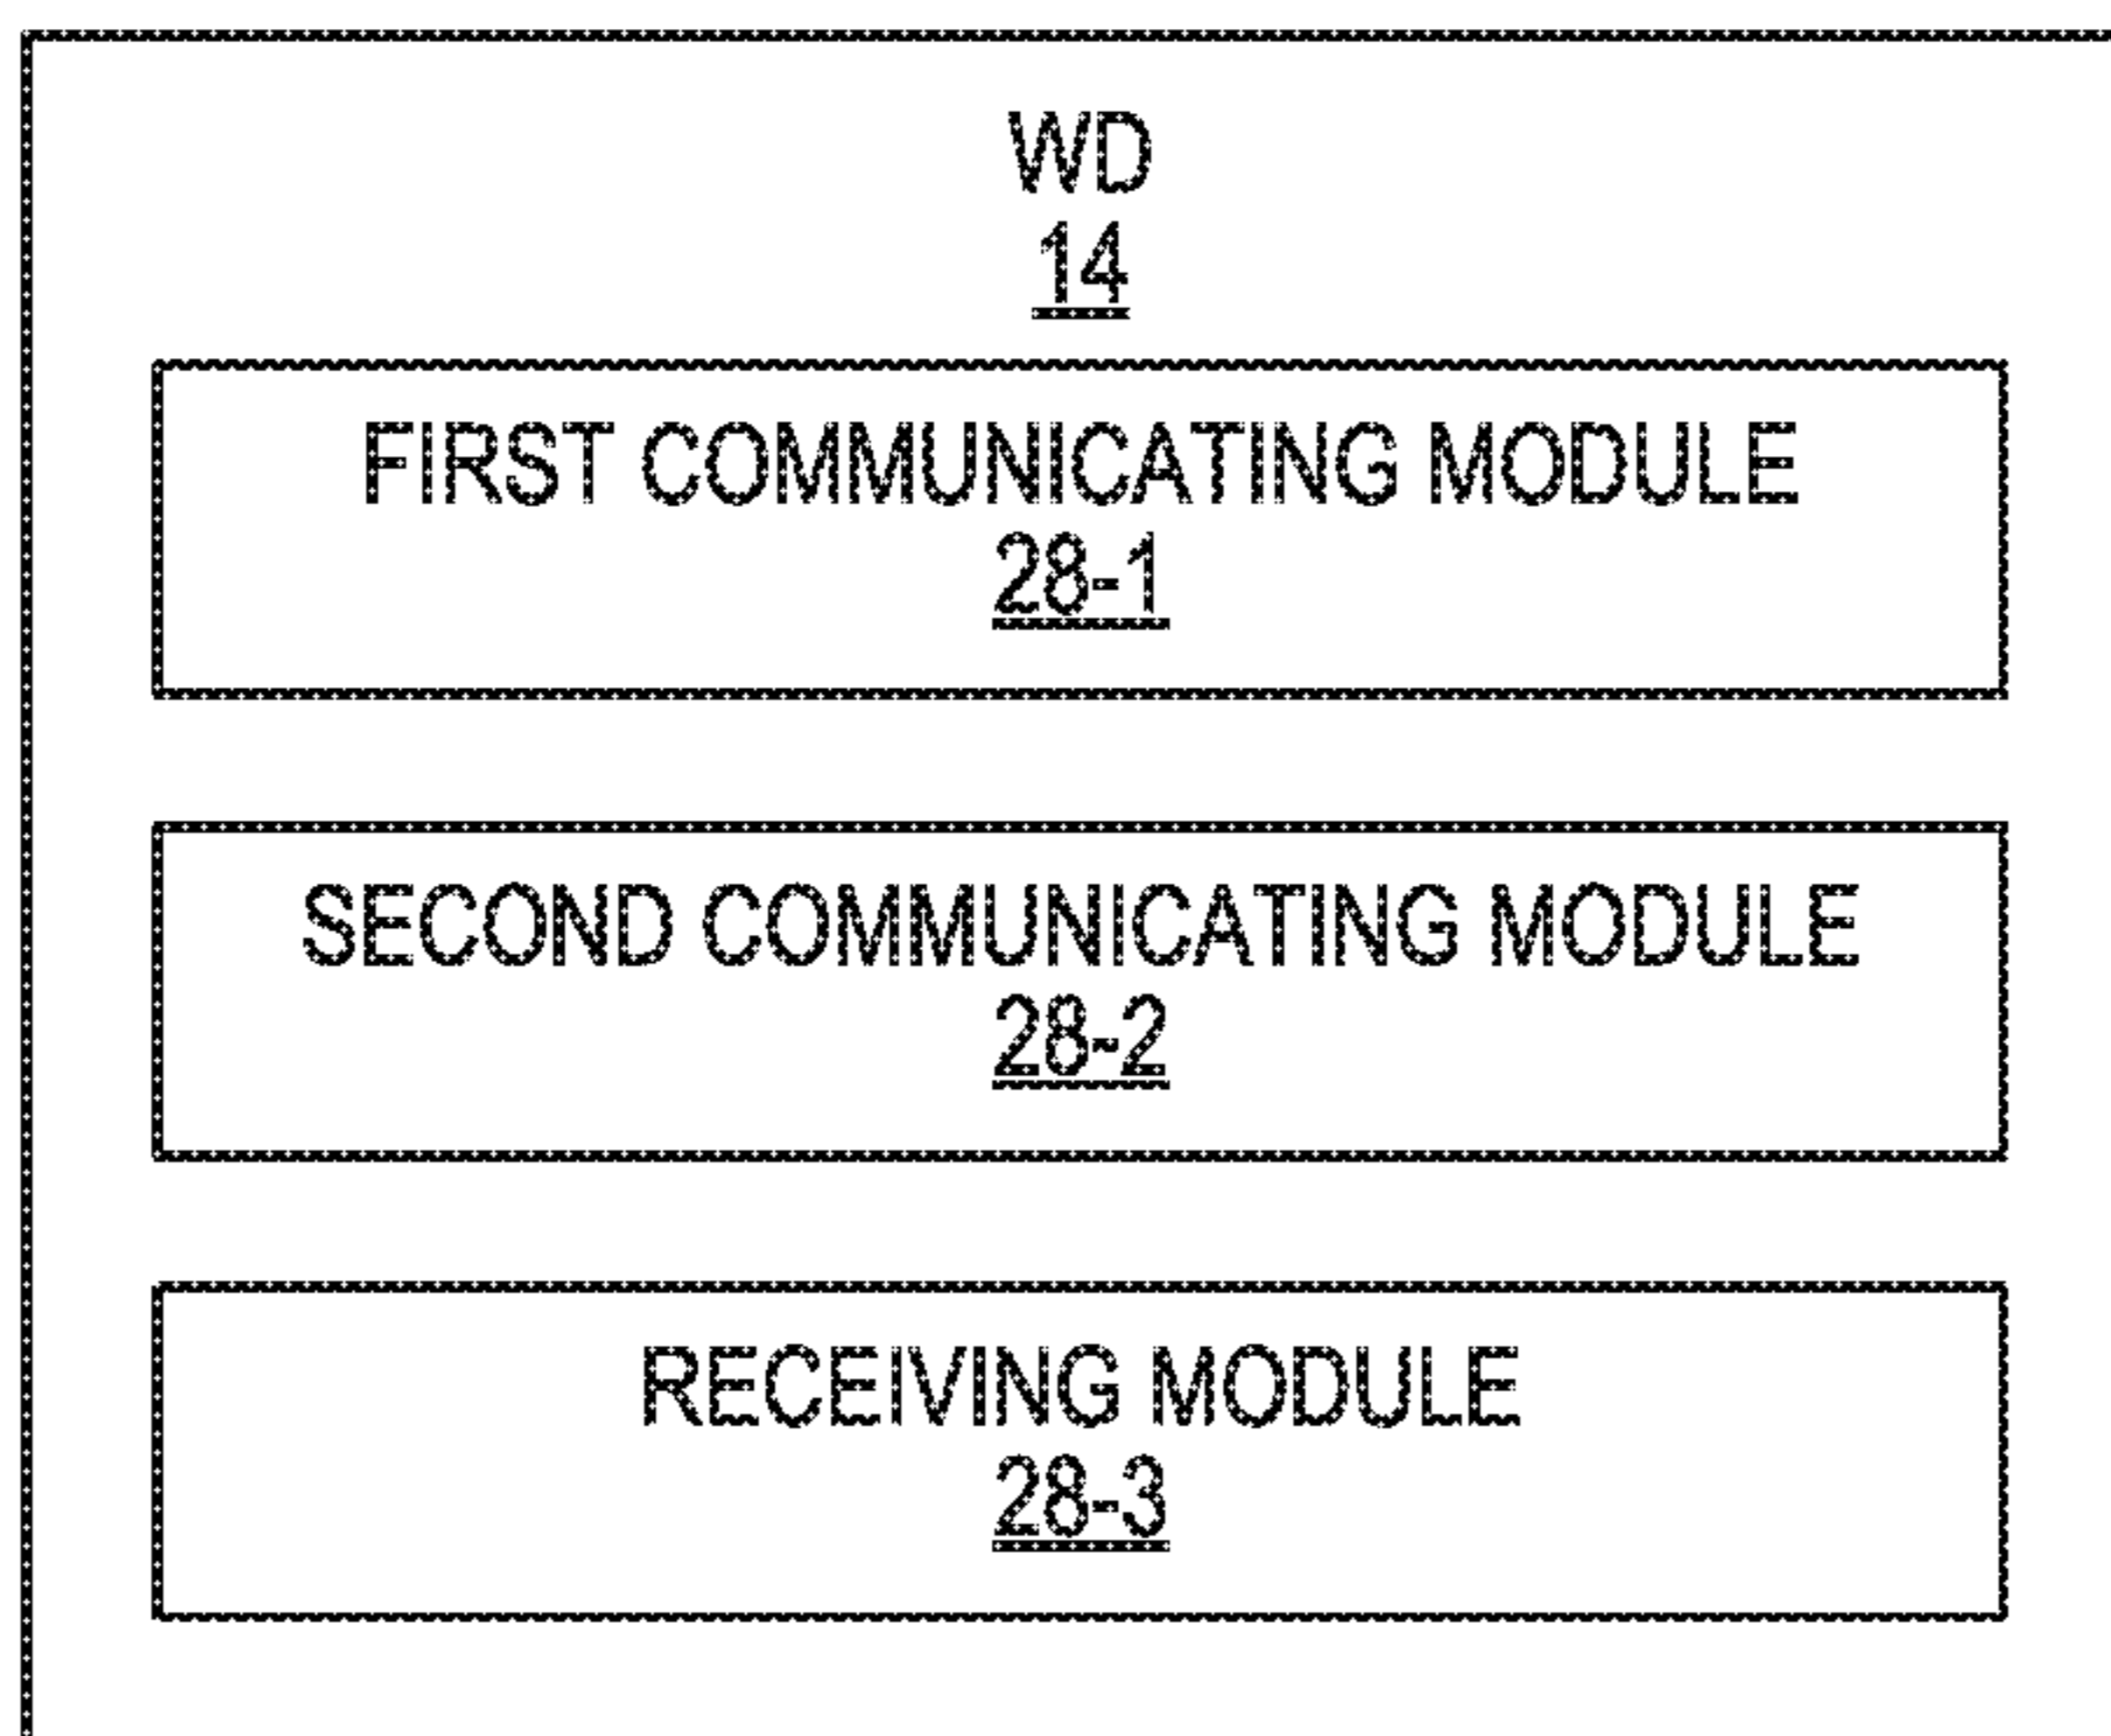 WD
14
FIRST COMMUNICATING MODULE
28-1
SECOND COMMUNICATING MODULE
28-2
RECEIVING MODULE
28-3